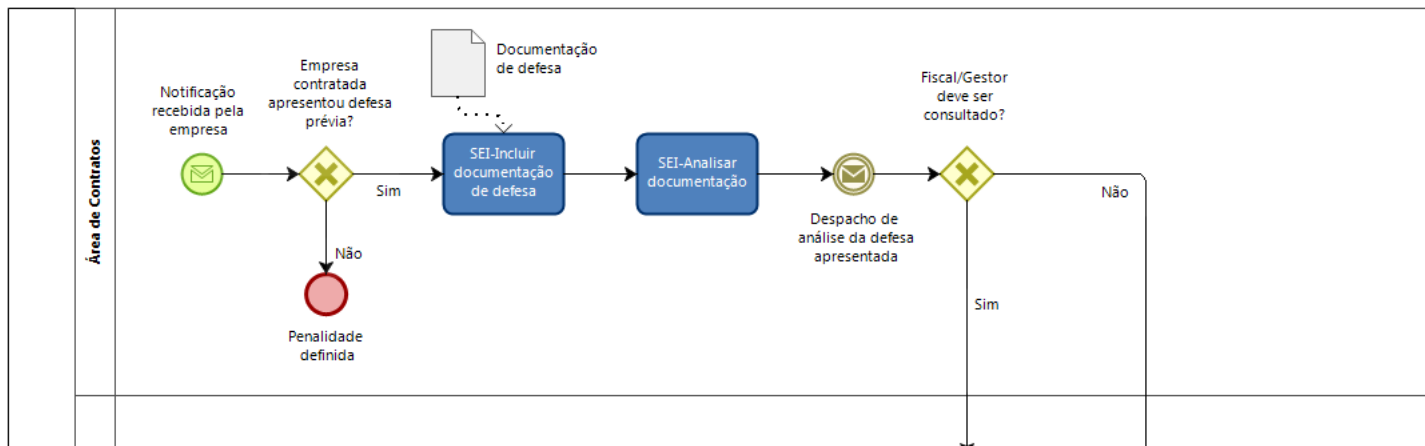 Área de Contratos
Notificação
recebida pela
empresa
Empresa
contratada
apresentou defesa
prévia?
Sim
Não
Penalidade
definida
Documentação
de defesa
SEI-Incluir
documentação
de defesa
SEI-Analisar
documentação
Despacho de
análise da defesa
apresentada
Fiscal/Gestor
deve ser
consultado?
Não
Sim